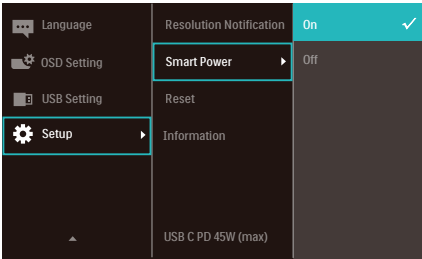 Language
OSD Setting
USB Setting
Setup
Resolution Notification
Smart Power
Reset
Information
USB C PD 45W (max)
On
Off